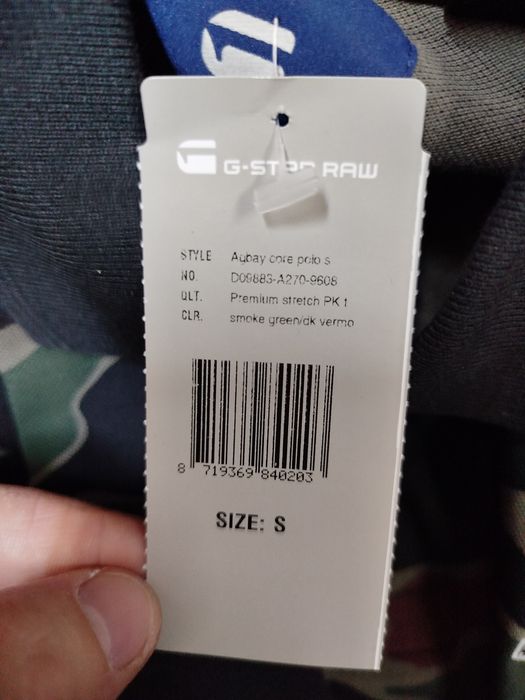 G-STAR RAW
STYLE Aqbay core polo s
NO. D09883-A270-9608
QLT. Premium stretch PK t
CLR. smoke green/dk vermo
8 719369 840203
SIZE: S